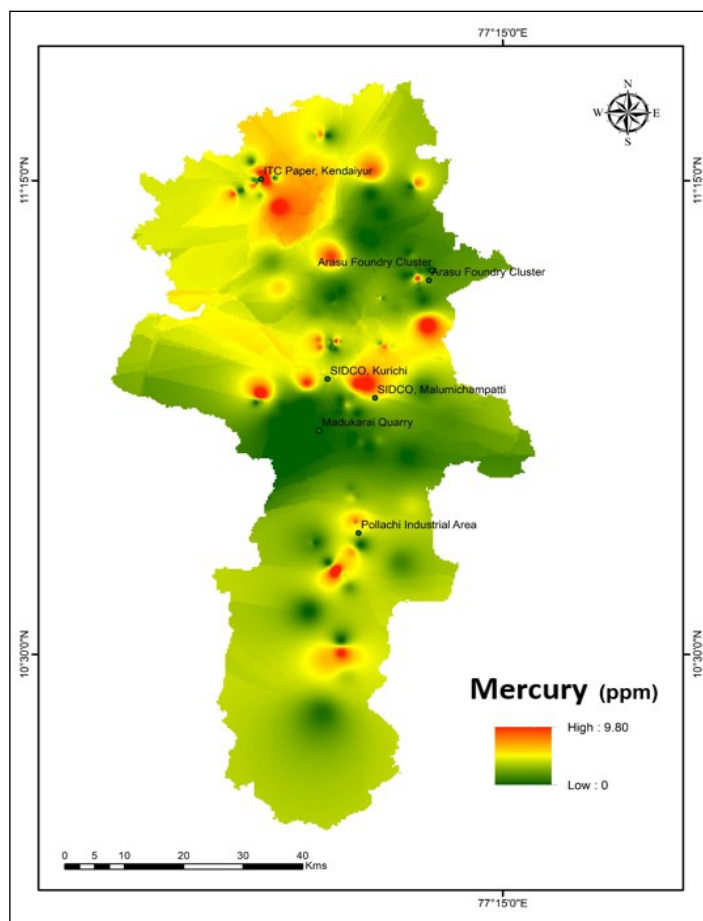 77°15'0"E
N
W E
S
11°15'0"N
11°15'0"N
ITC Paper, Kendaiyur
Arasu Foundry Cluster
Arasu Foundry Cluster
SIDCO, Kurichi
SIDCO, Malumichampatti
Madukarai Quarry
Pollachi Industrial Area
10°30'0"N
10°30'0"N
Mercury (ppm)
High : 9.80
Low : 0
0 5 10 20 30 40
Kms
77°15'0"E